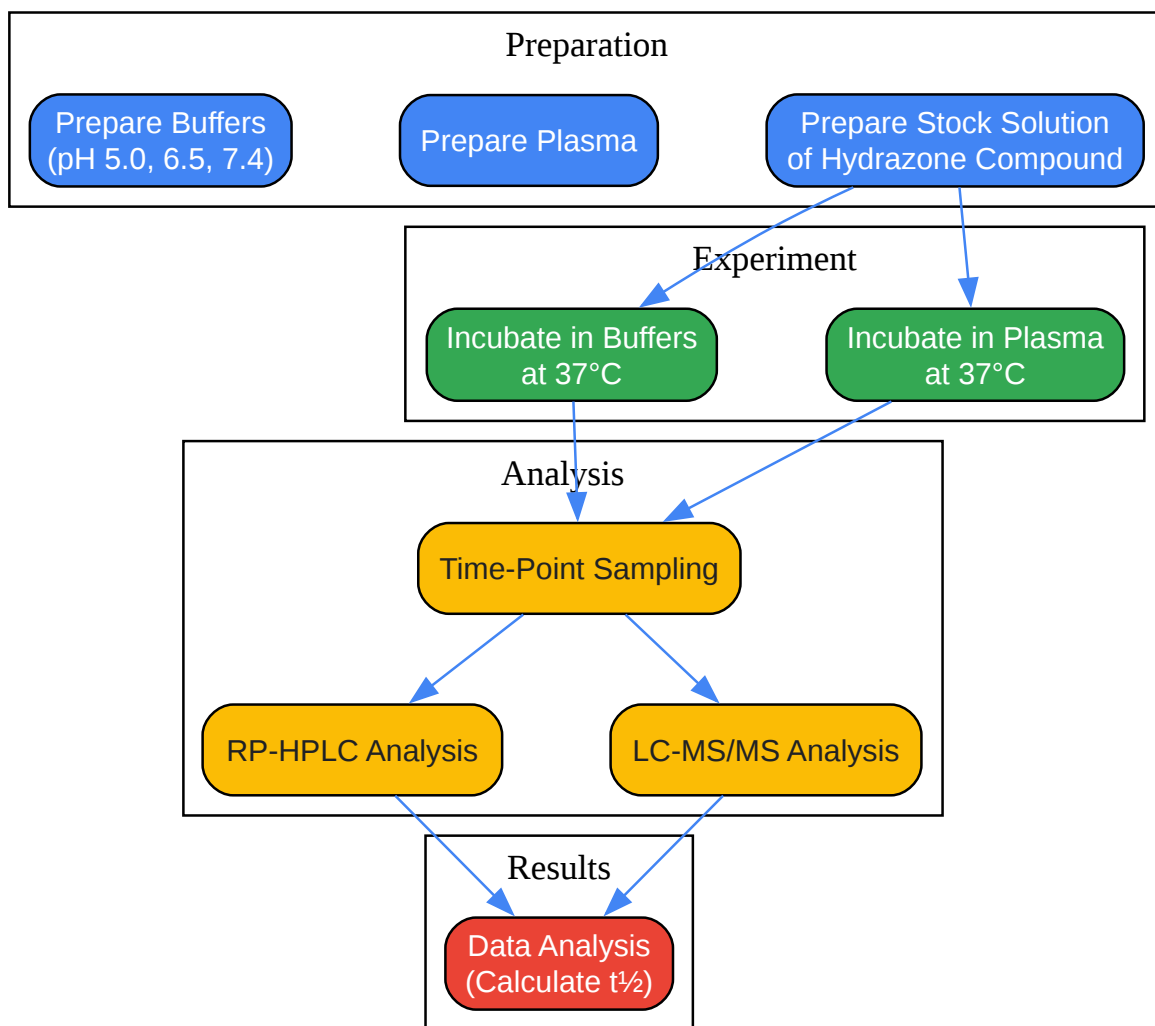 Preparation
Prepare Buffers
(pH 5.0, 6.5, 7.4)
Prepare Plasma
Prepare Stock Solution
of Hydrazone Compound
Experiment
Incubate in Buffers
at 37°C
Incubate in Plasma
at 37°C
Analysis
Time-Point Sampling
RP-HPLC Analysis
LC-MS/MS Analysis
Results
Data Analysis
(Calculate t½)